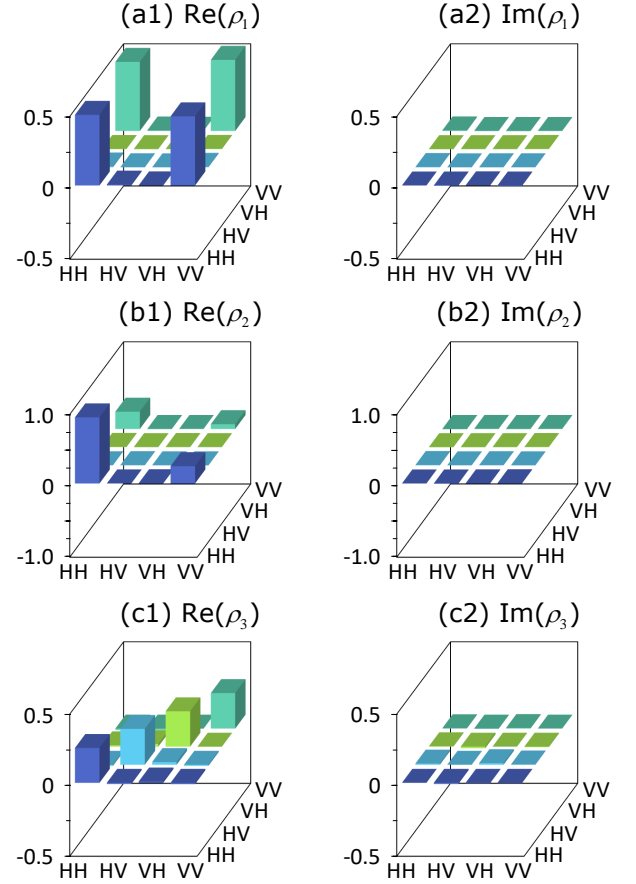 (a1) Re(ρ₁)
(a2) Im(ρ₁)
0.5
0
-0.5
HH HV VH VV
HH
HV
VH
VV
0.5
0
-0.5
HH HV VH VV
HH
HV
VH
VV
(b1) Re(ρ₂)
(b2) Im(ρ₂)
1.0
0
-1.0
HH HV VH VV
HH
HV
VH
VV
1.0
0
-1.0
HH HV VH VV
HH
HV
VH
VV
(c1) Re(ρ₃)
(c2) Im(ρ₃)
0.5
0
-0.5
HH HV VH VV
HH
HV
VH
VV
0.5
0
-0.5
HH HV VH VV
HH
HV
VH
VV